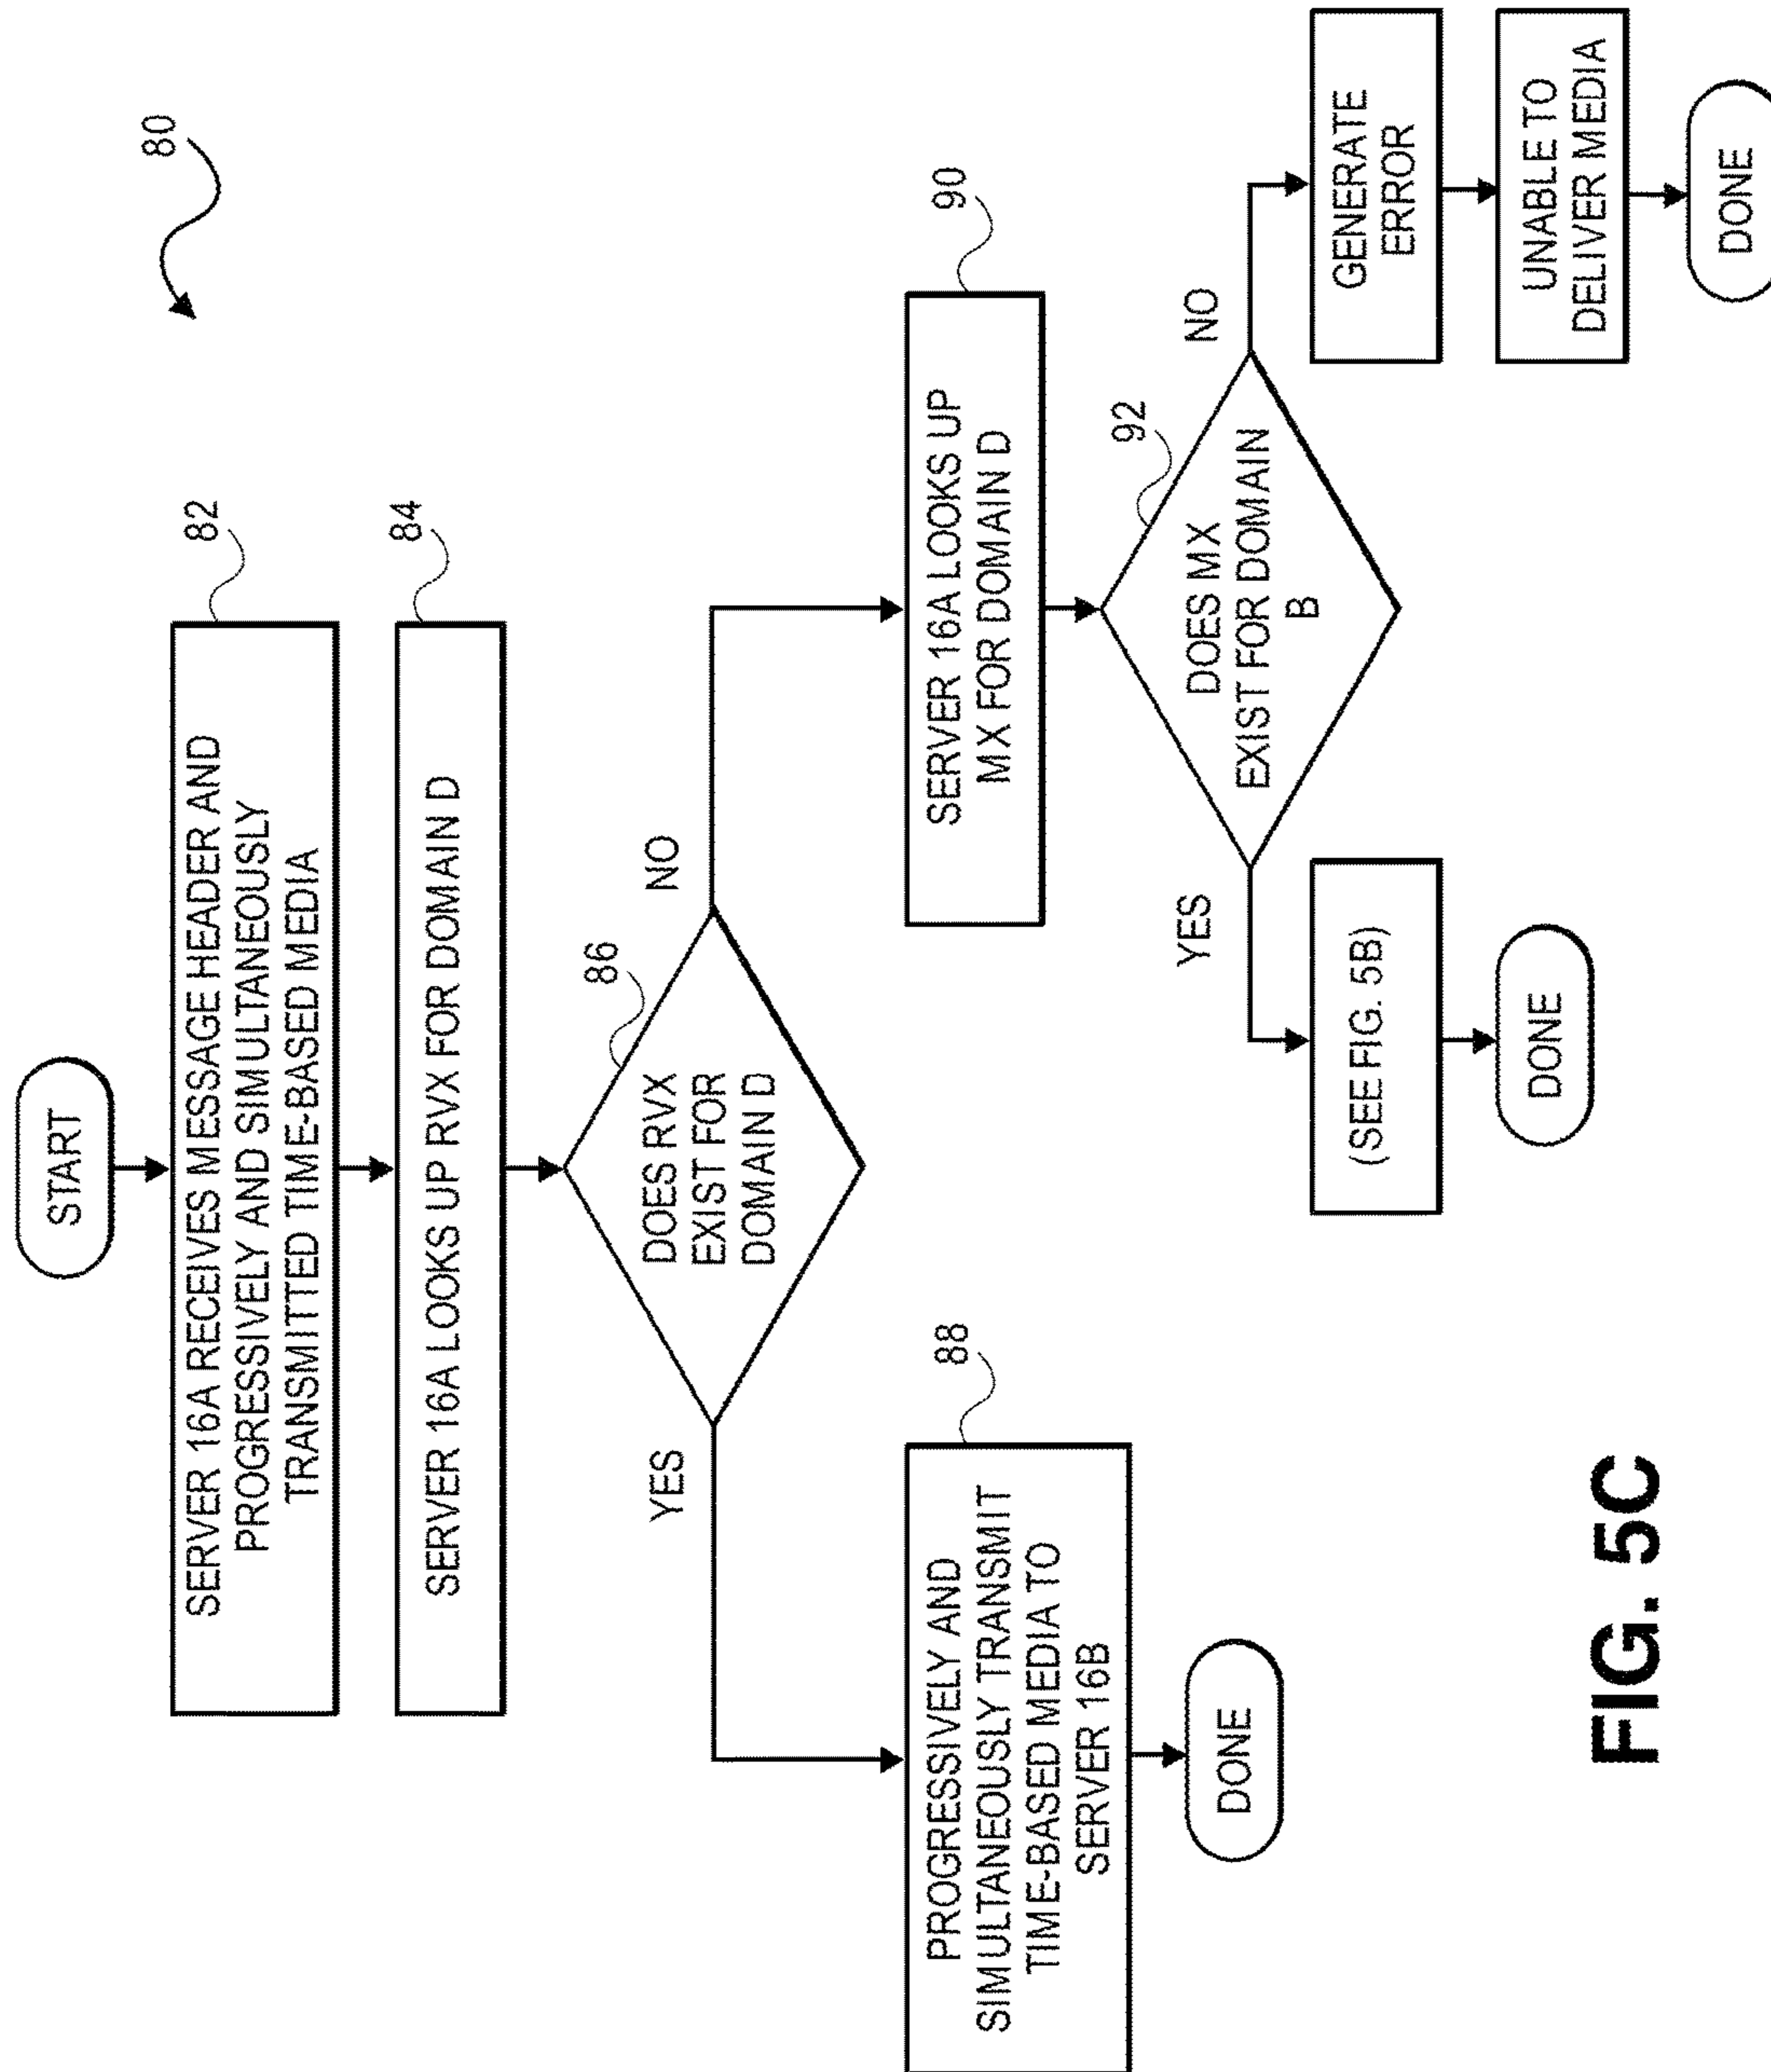 80
START
SERVER 16A RECEIVES MESSAGE HEADER AND
PROGRESSIVELY AND SIMULTANEOUSLY
TRANSMITTED TIME-BASED MEDIA
82
SERVER 16A LOOKS UP RVX FOR DOMAIN D
84
DOES RVX
EXIST FOR
DOMAIN D
86
YES
NO
PROGRESSIVELY AND
SIMULTANEOUSLY TRANSMIT
TIME-BASED MEDIA TO
SERVER 16B
88
DONE
SERVER 16A LOOKS UP
MX FOR DOMAIN D
90
DOES MX
EXIST FOR DOMAIN
B
92
YES
NO
(SEE FIG. 5B)
DONE
GENERATE
ERROR
UNABLE TO
DELIVER MEDIA
DONE
FIG. 5C